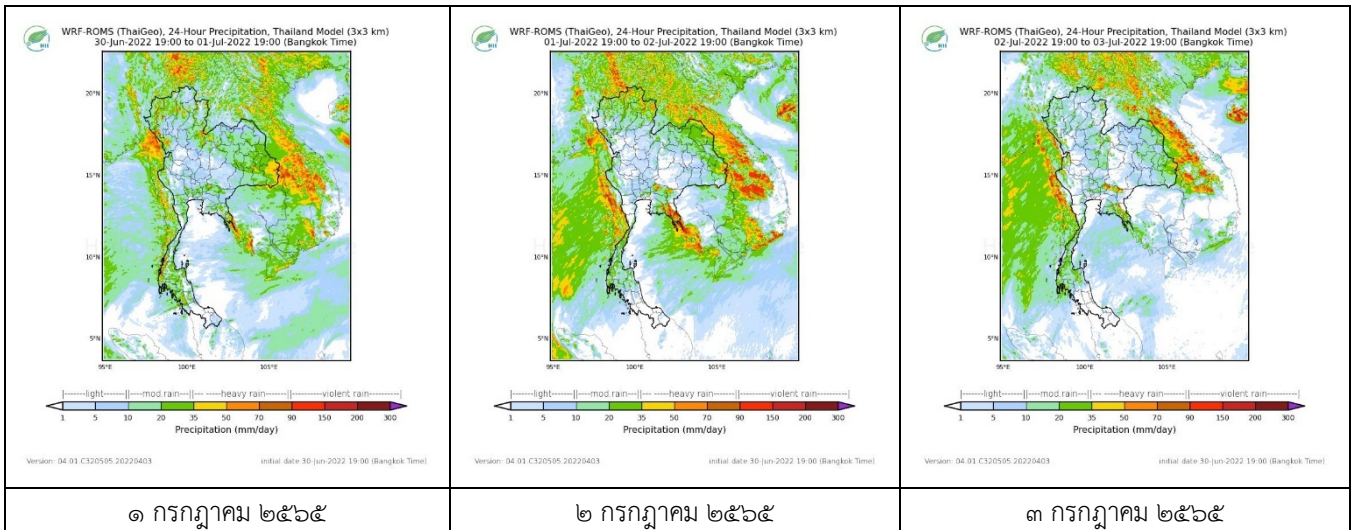 WRF-ROMS (ThaiGeo), 24-Hour Precipitation, Thailand Model (3x3 km)
30-Jun-2022 19:00 to 01-Jul-2022 19:00 (Bangkok Time)
HII
20°N
15°N
10°N
5°N
95°E 100°E 105°E
|-------light-------||---mod.rain---||--- ---heavy rain ---||-------violent rain-------|
1 5 10 20 35 50 70 90 150 200 300
Precipitation (mm/day)
Version: 04.01.C320505.20220403 initial date 30-Jun-2022 19:00 (Bangkok Time)
๑ กรกฎาคม ๒๕๖๕
WRF-ROMS (ThaiGeo), 24-Hour Precipitation, Thailand Model (3x3 km)
01-Jul-2022 19:00 to 02-Jul-2022 19:00 (Bangkok Time)
HII
20°N
15°N
10°N
5°N
95°E 100°E 105°E
|-------light-------||---mod.rain---||--- ---heavy rain ---||-------violent rain-------|
1 5 10 20 35 50 70 90 150 200 300
Precipitation (mm/day)
Version: 04.01.C320505.20220403 initial date 30-Jun-2022 19:00 (Bangkok Time)
๒ กรกฎาคม ๒๕๖๕
WRF-ROMS (ThaiGeo), 24-Hour Precipitation, Thailand Model (3x3 km)
02-Jul-2022 19:00 to 03-Jul-2022 19:00 (Bangkok Time)
HII
20°N
15°N
10°N
5°N
95°E 100°E 105°E
|-------light-------||---mod.rain---||--- ---heavy rain ---||-------violent rain-------|
1 5 10 20 35 50 70 90 150 200 300
Precipitation (mm/day)
Version: 04.01.C320505.20220403 initial date 30-Jun-2022 19:00 (Bangkok Time)
๓ กรกฎาคม ๒๕๖๕